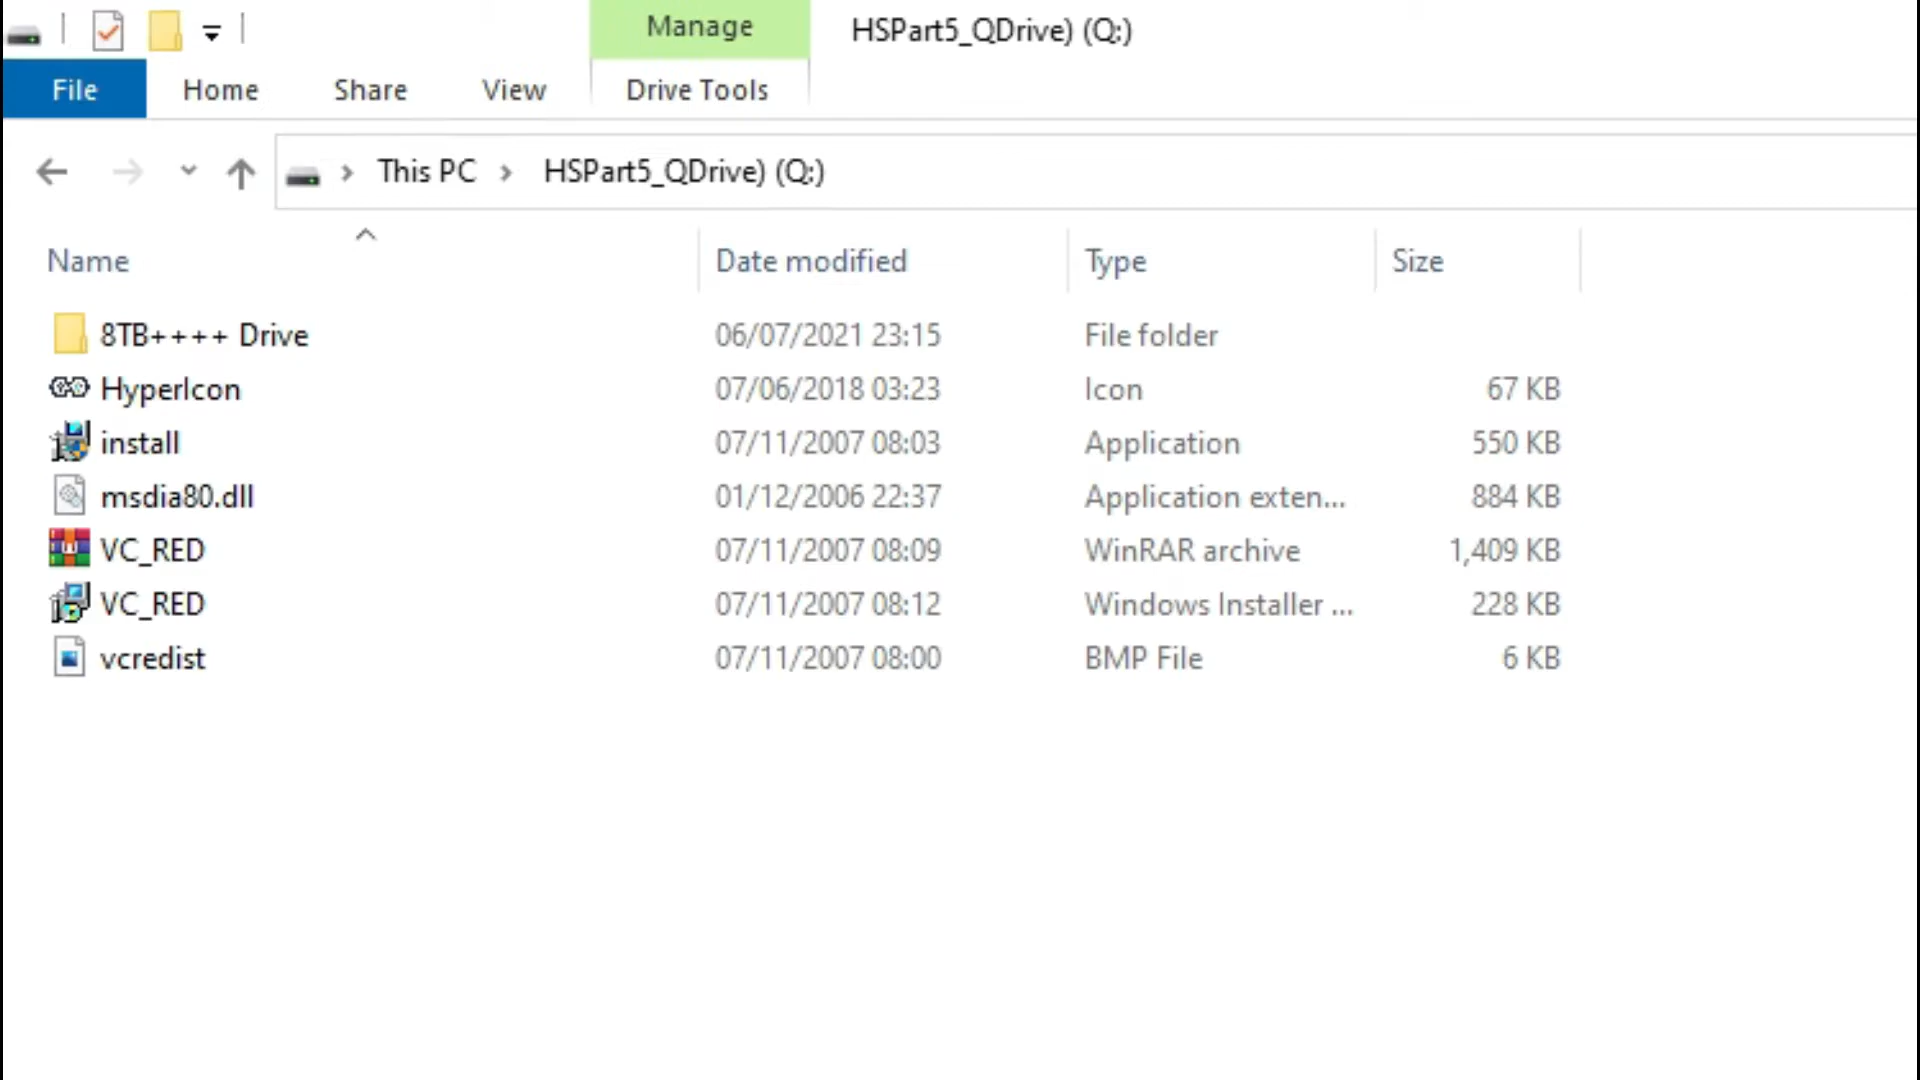 Manage HSPart5_QDrive) (Q:)
File Home Share View Drive Tools
This PC HSPart5_QDrive) (Q:)
Name Date modified Type Size
8TB++++ Drive 06/07/2021 23:15 File folder
HyperIcon 07/06/2018 03:23 Icon 67 KB
install 07/11/2007 08:03 Application 550 KB
msdia80.dll 01/12/2006 22:37 Application exten... 884 KB
VC_RED 07/11/2007 08:09 WinRAR archive 1,409 KB
VC_RED 07/11/2007 08:12 Windows Installer ... 228 KB
vcredist 07/11/2007 08:00 BMP File 6 KB